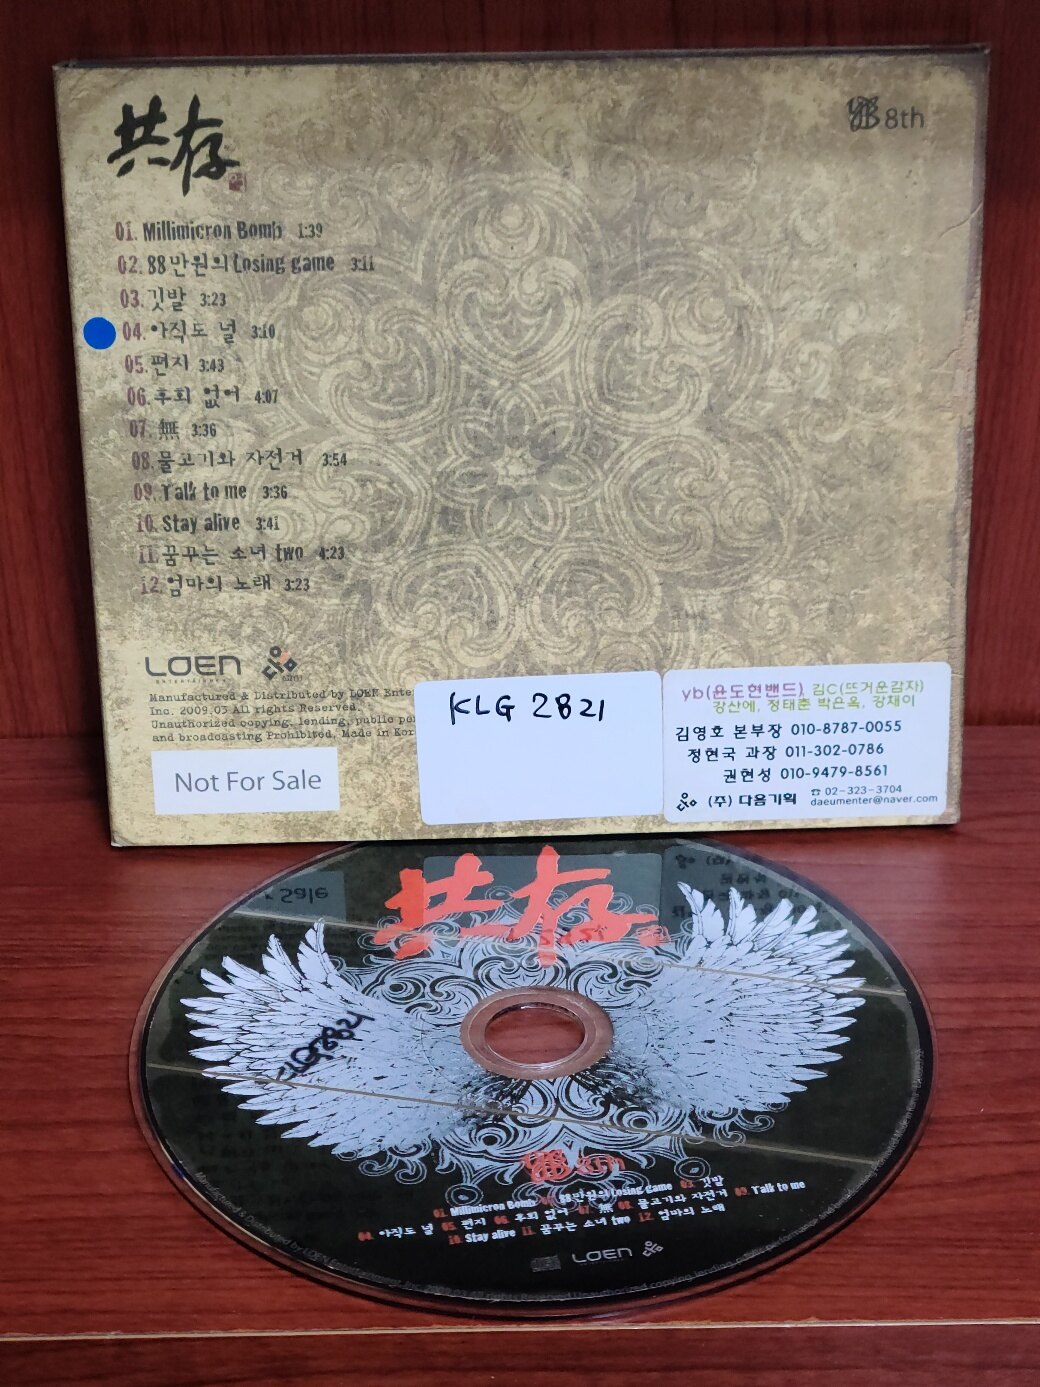 共存
YB 8th
01. Millimicron Bomb 1:39
02. 88만원의 Losing game 3:11
03. 깃발 3:23
04. 아직도 널 3:10
05. 편지 3:43
06. 후회 없어 4:07
07. 無 3:36
08. 물고기와 자전거 3:54
09. Talk to me 3:36
10. Stay alive 3:41
11. 꿈꾸는 소녀 two 4:23
12. 엄마의 노래 3:23
LOEN
ENTERTAINMENT
Manufactured & Distributed by LOEN Ente
Inc. 2009.03 All rights Reserved.
Unauthorized copying, lending, public per
and broadcasting Prohibited, Made in Kor
Not For Sale
KLG 2821
yb(윤도현밴드), 김C(뜨거운감자)
강산에, 정태춘 박은옥, 강채이
김영호 본부장 010-8787-0055
정현국 과장 011-302-0786
권현성 010-9479-8561
(주) 다음기획 ☎ 02-323-3704
daeumenter@naver.com
共存
YB 8th
01. Millimicron Bomb 02. 88만원의 Losing game 03. 깃발
04. 아직도 널 05. 편지 06. 후회 없어 07. 無 08. 물고기와 자전거 09. Talk to me
10. Stay alive 11. 꿈꾸는 소녀 two 12. 엄마의 노래
LOEN